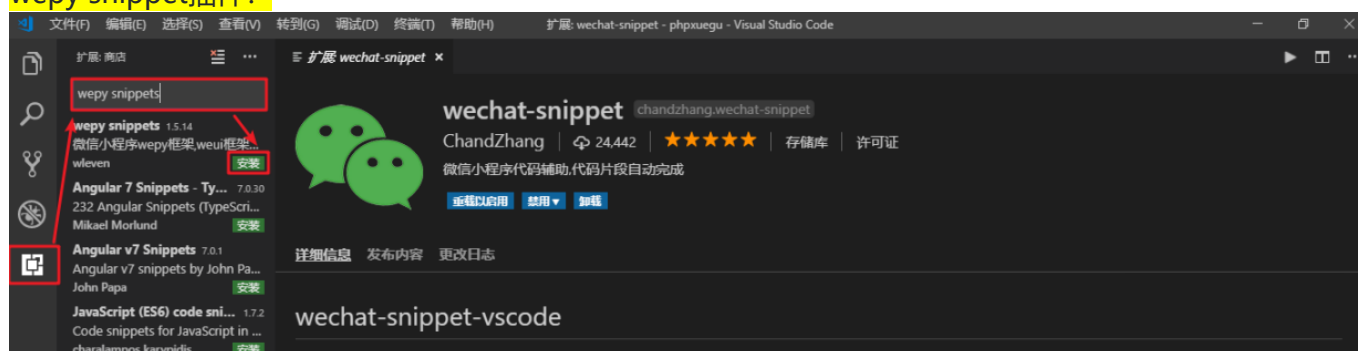 wepy snippet插件：
文件(F) 编辑(E) 选择(S) 查看(V) 转到(G) 调试(D) 终端(T) 帮助(H) 扩展: wechat-snippet - phpxuegu - Visual Studio Code
扩展: 商店
扩展 wechat-snippet ×
wepy snippets
wepy snippets 1.5.14
微信小程序wepy框架,weui框架...
wleven 安装
Angular 7 Snippets - Ty... 7.0.30
232 Angular Snippets (TypeScri...
Mikael Morlund 安装
Angular v7 Snippets 7.0.1
Angular v7 snippets by John Pa...
John Papa 安装
JavaScript (ES6) code sni... 1.7.2
Code snippets for JavaScript in ...
charalampos karypidis 安装
wechat-snippet chandzhang.wechat-snippet
ChandZhang 24,442 ★★★★★ 存储库 许可证
微信小程序代码辅助,代码片段自动完成
重载以启用 禁用▼ 卸载
详细信息 发布内容 更改日志
wechat-snippet-vscode